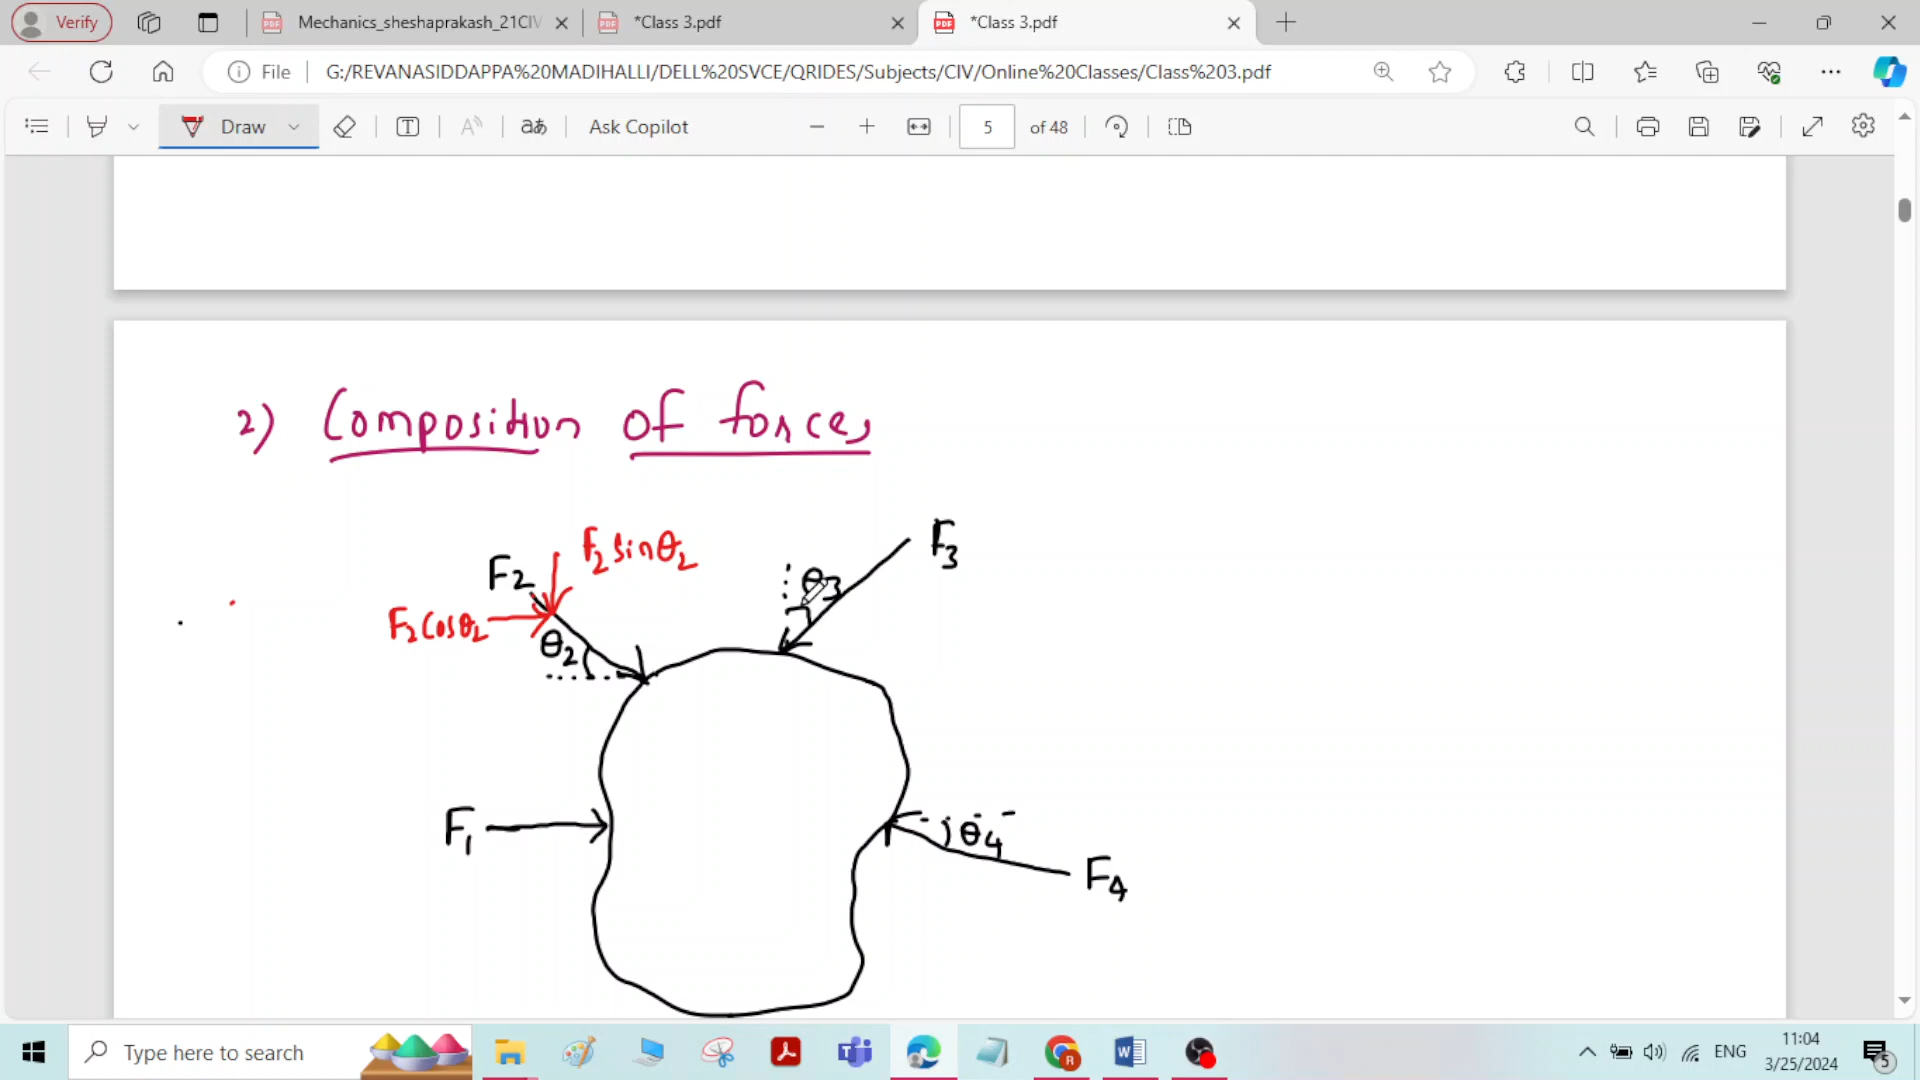 Verify
Mechanics_sheshaprakash_21CIV
*Class 3.pdf
*Class 3.pdf
File
G:/REVANASIDDAPPA%20MADIHALLI/DELL%20SVCE/QRIDES/Subjects/CIV/Online%20Classes/Class%203.pdf
Draw
Ask Copilot
5 of 48
2) Composition of forces
F2 sinθ2
F2
F3
θ3
F2 cosθ2
θ2
F1
θ4
F4
Type here to search
ENG
11:04
3/25/2024
5